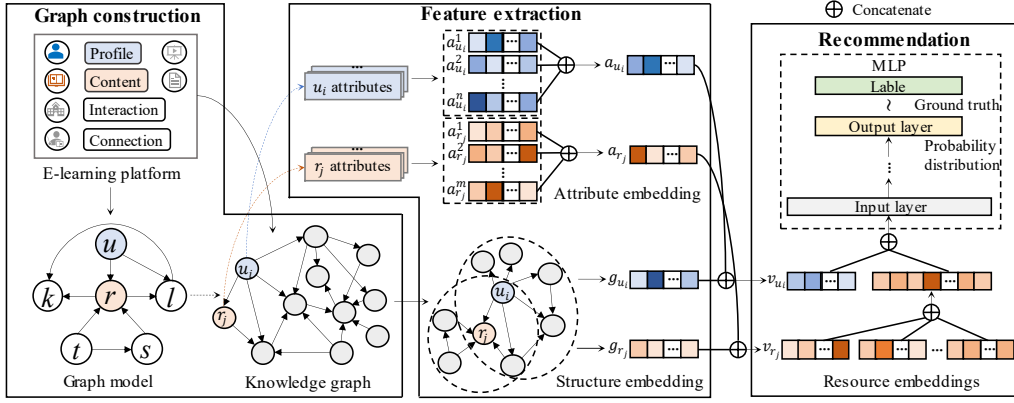 Graph construction
Profile
Content
Interaction
Connection
E-learning platform
u
k
r
l
t
s
Graph model
u_i
r_j
Knowledge graph
Feature extraction
u_i attributes
r_j attributes
a_{u_i}^1
a_{u_i}^2
a_{u_i}^n
a_{r_j}^1
a_{r_j}^2
a_{r_j}^m
a_{u_i}
a_{r_j}
Attribute embedding
u_i
r_j
g_{u_i}
g_{r_j}
Structure embedding
Concatenate
Recommendation
MLP
Lable
Ground truth
Output layer
Probability
distribution
Input layer
v_{u_i}
v_{r_j}
Resource embeddings